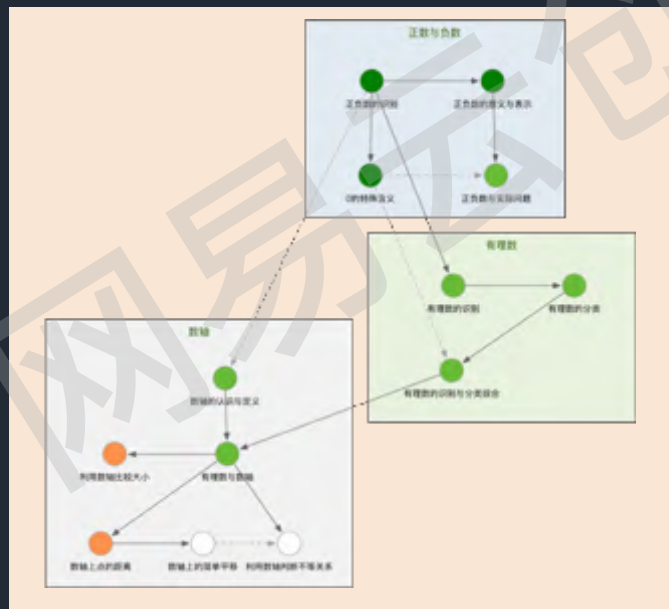 正数与负数
正负数的识别
正负数的意义与表示
0的特殊含义
正负数与实际问题
有理数
有理数的识别
有理数的分类
有理数的识别与分类综合
数轴
数轴的认识与定义
利用数轴比较大小
有理数与数轴
数轴上点的距离
数轴上的简单平移
利用数轴判断不等关系
网易云